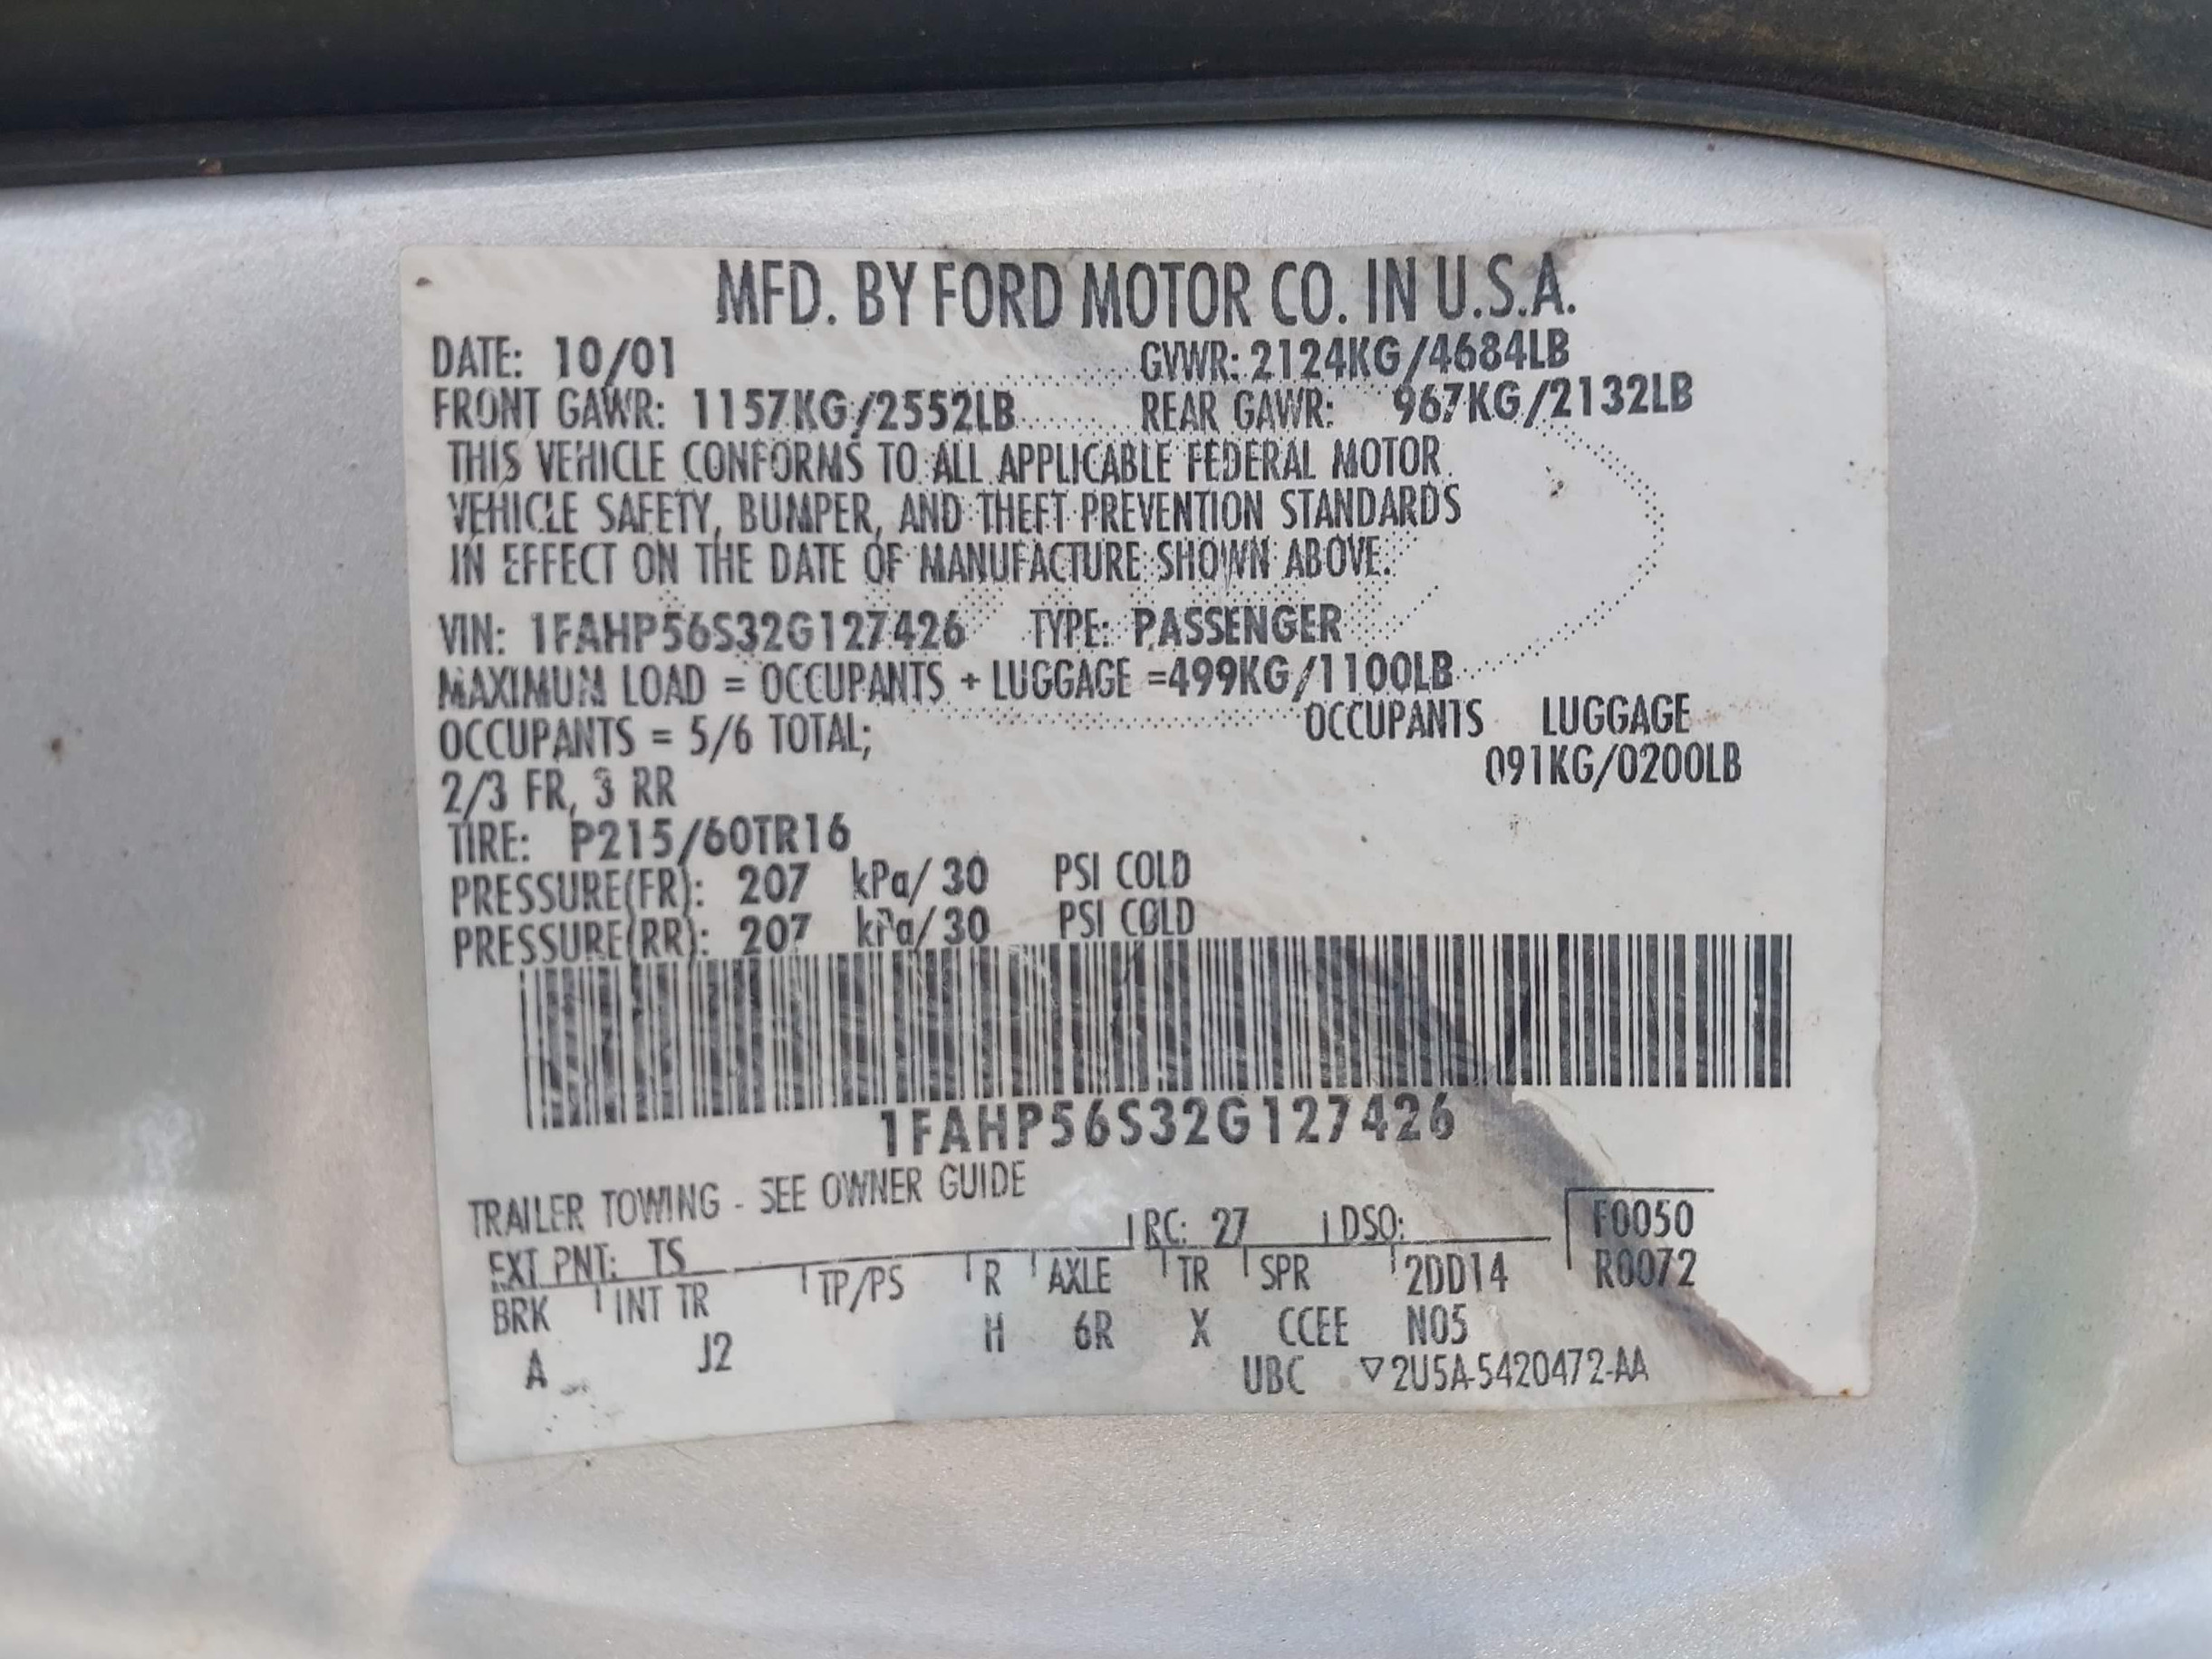 MFD. BY FORD MOTOR CO. IN U.S.A.
DATE: 10/01 GVWR: 2124KG/4684LB
FRONT GAWR: 1157KG/2552LB REAR GAWR: 967KG/2132LB
THIS VEHICLE CONFORMS TO ALL APPLICABLE FEDERAL MOTOR
VEHICLE SAFETY, BUMPER, AND THEFT PREVENTION STANDARDS
IN EFFECT ON THE DATE OF MANUFACTURE SHOWN ABOVE.
VIN: 1FAHP56S32G127426 TYPE: PASSENGER
MAXIMUM LOAD = OCCUPANTS + LUGGAGE =499KG/1100LB
OCCUPANTS = 5/6 TOTAL; OCCUPANTS LUGGAGE
2/3 FR, 3 RR 091KG/0200LB
TIRE: P215/60TR16
PRESSURE(FR): 207 kPa/ 30 PSI COLD
PRESSURE(RR): 207 kPa/ 30 PSI COLD
1FAHP56S32G127426
TRAILER TOWING - SEE OWNER GUIDE
EXT PNT: TS RC: 27 DSO: F0050
BRK INT TR TP/PS R AXLE TR SPR 2DD14 R0072
A J2 H 6R X CCEE N05
UBC ▽2U5A-5420472-AA